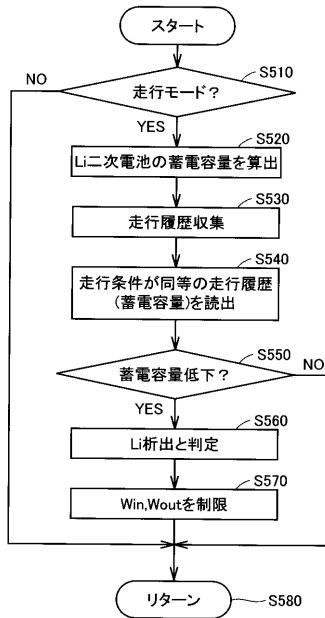 スタート
S510
NO
走行モード?
YES
S520
Li二次電池の蓄電容量を算出
S530
走行履歴収集
S540
走行条件が同等の走行履歴
(蓄電容量)を読出
S550
NO
蓄電容量低下?
YES
S560
Li析出と判定
S570
Win,Woutを制限
リターン
S580